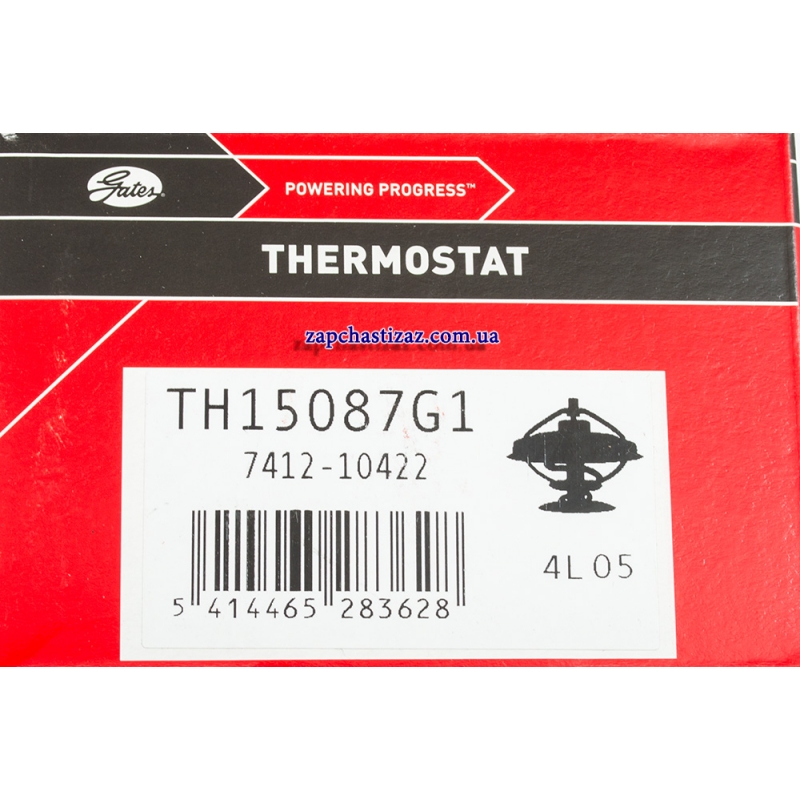 Gates®
POWERING PROGRESS™
THERMOSTAT
zapchastizaz.com.ua
TH15087G1
7412-10422
4L05
5 414465 283628